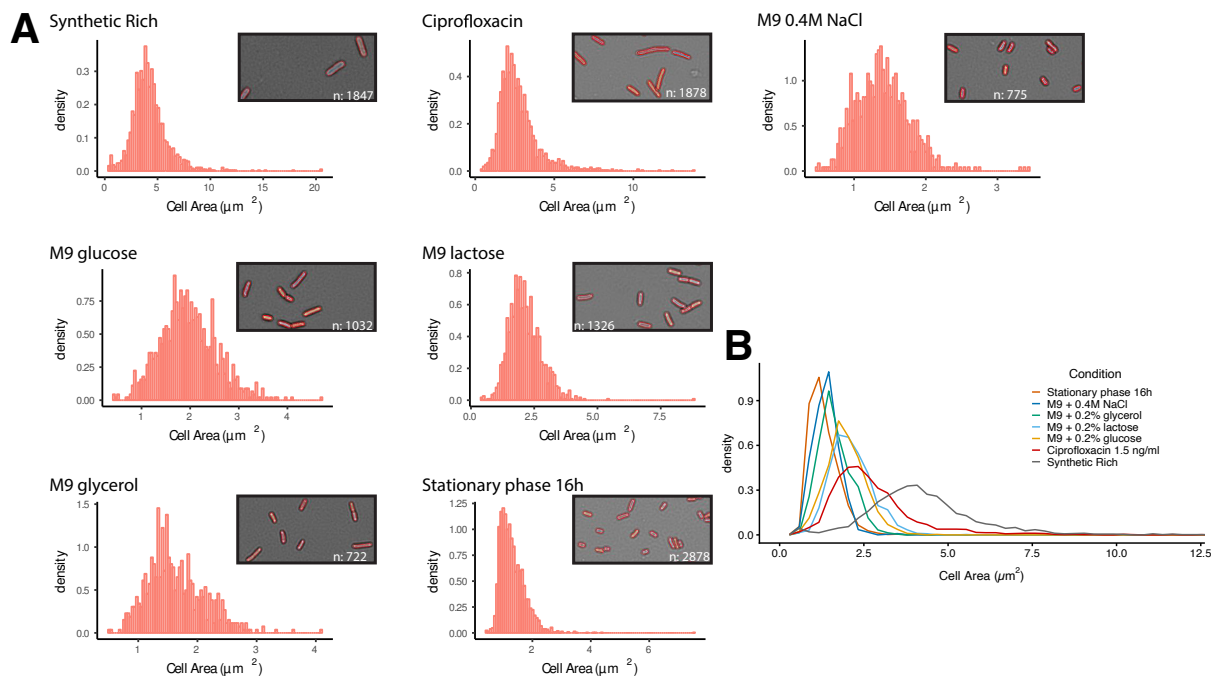 A
Synthetic Rich
density
0.3
0.2
0.1
0.0
0
5
10
15
20
Cell Area (µm ²)
n: 1847
Ciprofloxacin
density
0.4
0.2
0.0
0
5
10
Cell Area (µm ²)
n: 1878
M9 0.4M NaCl
density
1.0
0.5
0.0
1
2
3
Cell Area (µm ²)
n: 775
M9 glucose
density
0.75
0.50
0.25
0.00
1
2
3
4
Cell Area (µm ²)
n: 1032
M9 lactose
density
0.8
0.6
0.4
0.2
0.0
0.0
2.5
5.0
7.5
Cell Area (µm ²)
n: 1326
M9 glycerol
density
1.5
1.0
0.5
0.0
1
2
3
4
Cell Area (µm ²)
n: 722
Stationary phase 16h
density
1.25
1.00
0.75
0.50
0.25
0.00
2
4
6
Cell Area (µm ²)
n: 2878
B
density
0.9
0.6
0.3
0.0
0.0
2.5
5.0
7.5
10.0
12.5
Cell Area (µm²)
Condition
Stationary phase 16h
M9 + 0.4M NaCl
M9 + 0.2% glycerol
M9 + 0.2% lactose
M9 + 0.2% glucose
Ciprofloxacin 1.5 ng/ml
Synthetic Rich